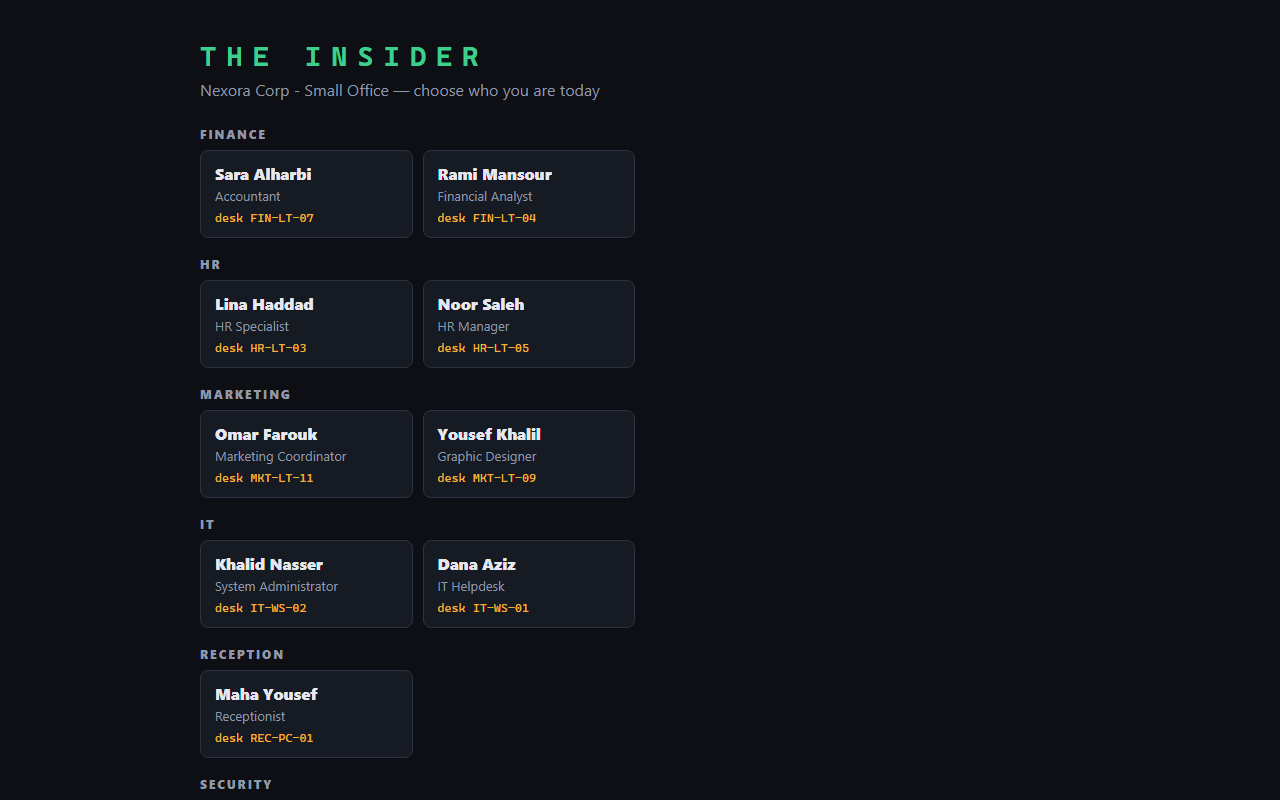 THE INSIDER
Nexora Corp - Small Office — choose who you are today
FINANCE
Sara Alharbi
Accountant
desk FIN-LT-07
Rami Mansour
Financial Analyst
desk FIN-LT-04
HR
Lina Haddad
HR Specialist
desk HR-LT-03
Noor Saleh
HR Manager
desk HR-LT-05
MARKETING
Omar Farouk
Marketing Coordinator
desk MKT-LT-11
Yousef Khalil
Graphic Designer
desk MKT-LT-09
IT
Khalid Nasser
System Administrator
desk IT-WS-02
Dana Aziz
IT Helpdesk
desk IT-WS-01
RECEPTION
Maha Yousef
Receptionist
desk REC-PC-01
SECURITY